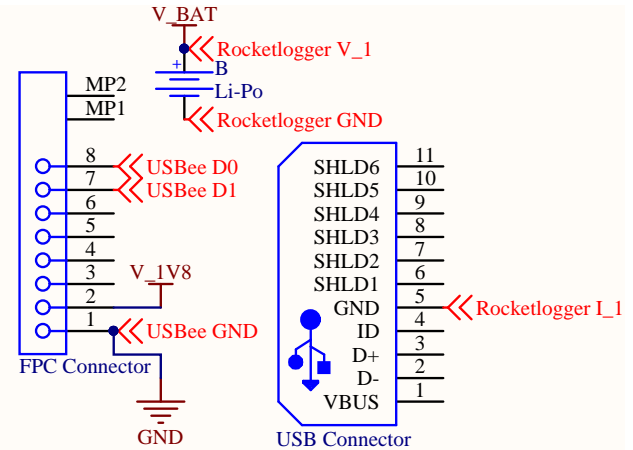 V_BAT
Rocketlogger V_1
+
B
Li-Po
Rocketlogger GND
MP2
MP1
8
USBee D0
7
USBee D1
6
5
4
3
V_1V8
2
1
USBee GND
FPC Connector
GND
SHLD6
11
SHLD5
10
SHLD4
9
SHLD3
8
SHLD2
7
SHLD1
6
GND
5
Rocketlogger I_1
ID
4
D+
3
D-
2
VBUS
1
USB Connector